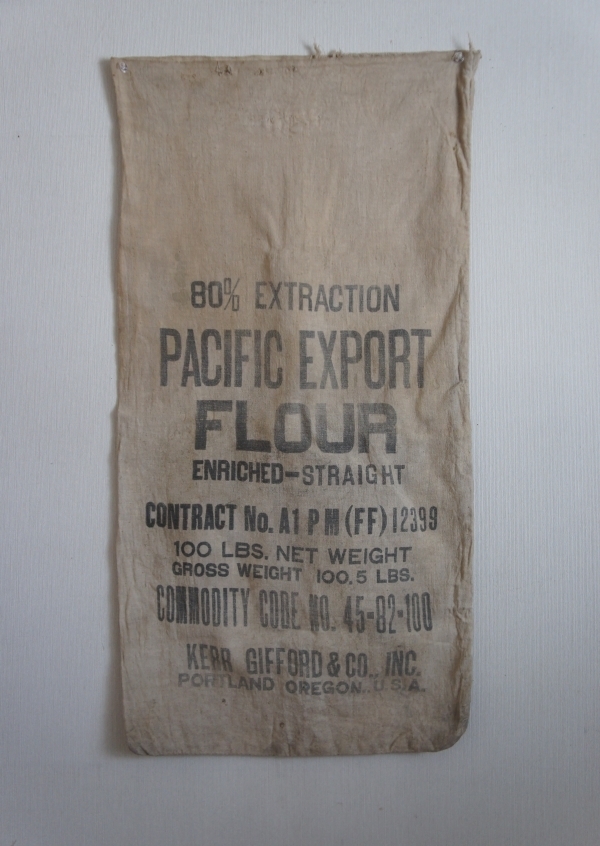 80% EXTRACTION
PACIFIC EXPORT
FLOUR
ENRICHED-STRAIGHT
CONTRACT No. A1 P M (FF) 12399
100 LBS. NET WEIGHT
GROSS WEIGHT 100.5 LBS.
COMMODITY CODE NO. 45-82-100
KERR GIFFORD & CO., INC.
PORTLAND OREGON. U.S.A.